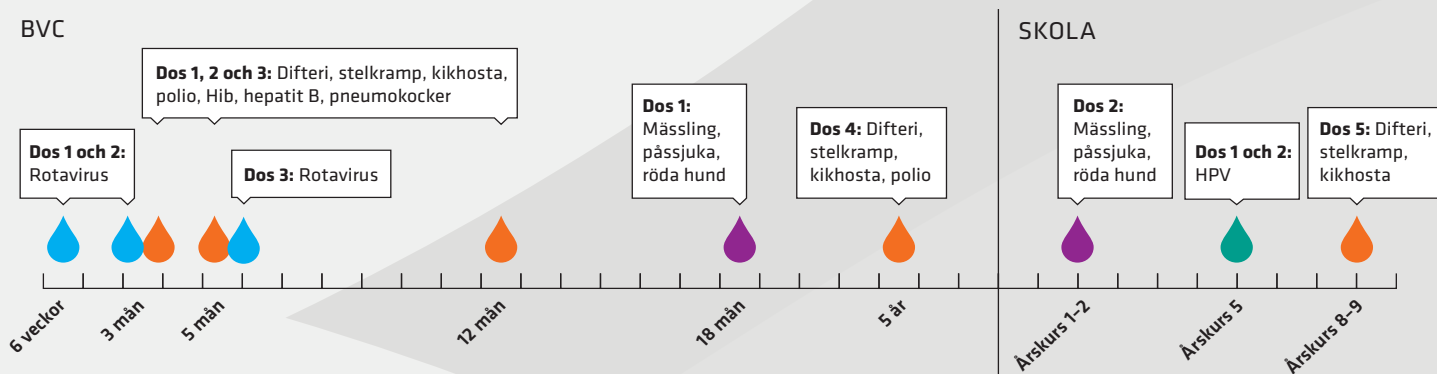 BVC
SKOLA
Dos 1, 2 och 3: Difteri, stelkramp, kikhosta,
polio, Hib, hepatit B, pneumokocker
Dos 1 och 2:
Rotavirus
Dos 3: Rotavirus
Dos 1:
Mässling,
påssjuka,
röda hund
Dos 4: Difteri,
stelkramp,
kikhosta, polio
Dos 2:
Mässling,
påssjuka,
röda hund
Dos 1 och 2:
HPV
Dos 5: Difteri,
stelkramp,
kikhosta
6 veckor
3 mån
5 mån
12 mån
18 mån
5 år
Årskurs 1–2
Årskurs 5
Årskurs 8–9